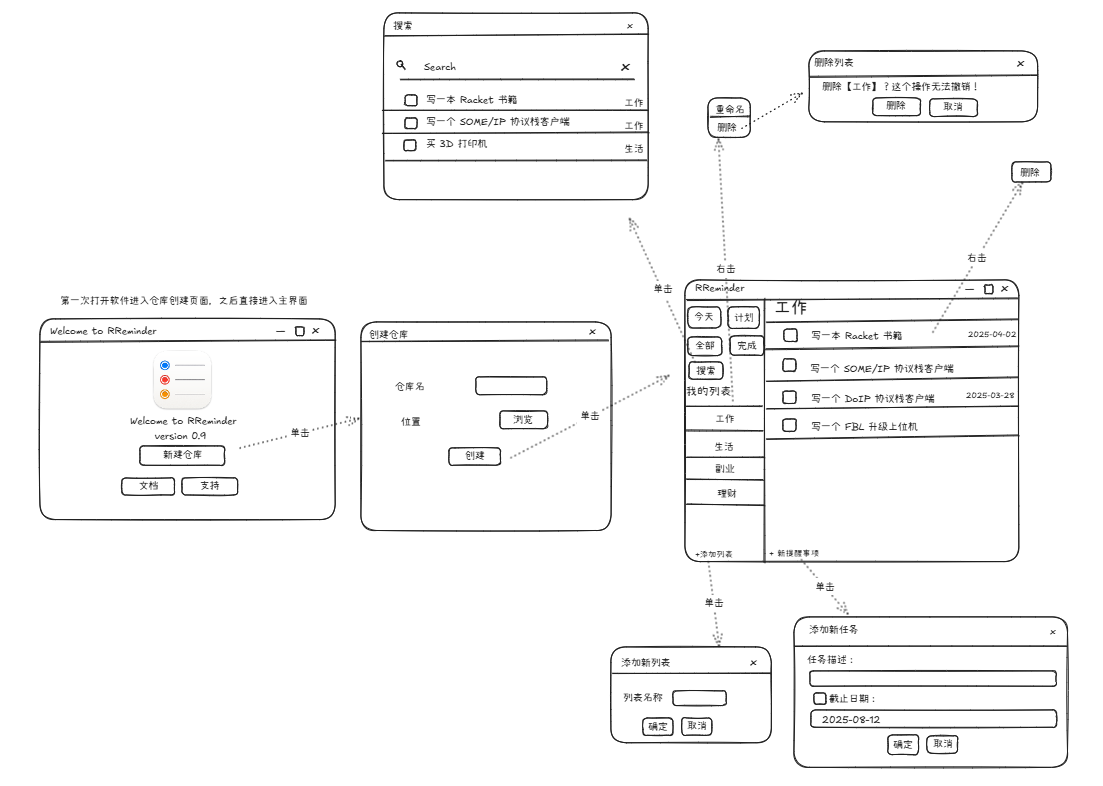 搜索
Search
写一本 Racket 书籍
工作
写一个 SOME/IP 协议栈客户端
工作
买 3D 打印机
生活
删除列表
删除【工作】？这个操作无法撤销！
删除
取消
重命名
删除
删除
右击
右击
单击
第一次打开软件进入仓库创建页面，之后直接进入主界面
Welcome to RReminder
Welcome to RReminder
version 0.9
新建仓库
文档
支持
单击
创建仓库
仓库名
位置
浏览
创建
单击
RReminder
今天
计划
全部
完成
搜索
我的列表
工作
生活
副业
理财
+添加列表
工作
写一本 Racket 书籍
2025-04-02
写一个 SOME/IP 协议栈客户端
写一个 DoIP 协议栈客户端
2025-03-28
写一个 FBL 升级上位机
+ 新提醒事项
单击
单击
添加新列表
列表名称
确定
取消
添加新任务
任务描述：
截止日期：
2025-08-12
确定
取消